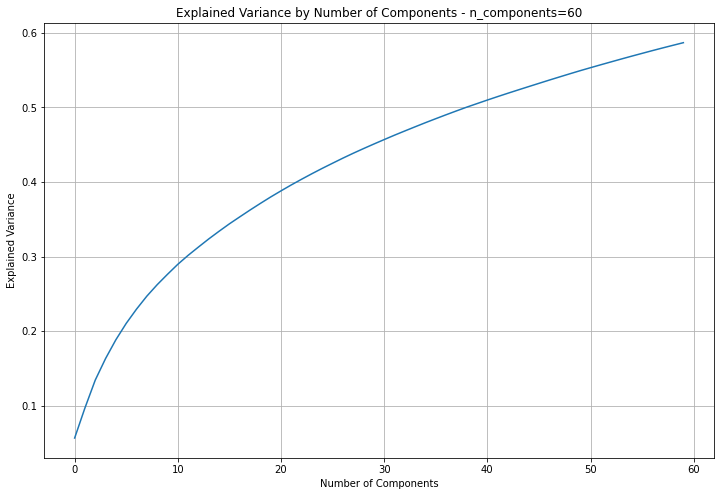 Explained Variance by Number of Components - n_components=60
0.6
0.5
0.4
0.3
0.2
0.1
Explained Variance
0 10 20 30 40 50 60
Number of Components